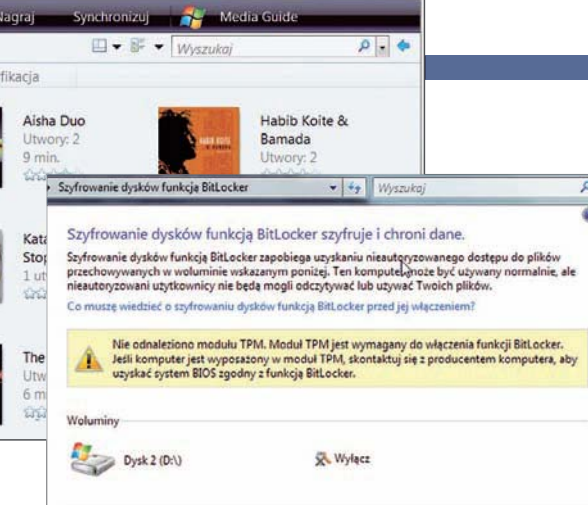 Nagraj Synchronizuj Media Guide
Wyszukaj
fikacja
Aisha Duo
Utwory: 2
9 min.
Habib Koite &
Bamada
Utwory: 2
Kata
Stop
1 ut
The
Utw
6 m
Szyfrowanie dysków funkcją BitLocker Wyszukaj
Szyfrowanie dysków funkcją BitLocker szyfruje i chroni dane.
Szyfrowanie dysków funkcją BitLocker zapobiega uzyskaniu nieautoryzowanego dostępu do plików
przechowywanych w woluminie wskazanym poniżej. Ten komputer może być używany normalnie, ale
nieautoryzowani użytkownicy nie będą mogli odczytywać lub używać Twoich plików.
Co muszę wiedzieć o szyfrowaniu dysków funkcją BitLocker przed jej włączeniem?
Nie odnaleziono modułu TPM. Moduł TPM jest wymagany do włączenia funkcji BitLocker.
Jeśli komputer jest wyposażony w moduł TPM, skontaktuj się z producentem komputera, aby
uzyskać system BIOS zgodny z funkcją BitLocker.
Woluminy
Dysk 2 (D:\) Wyłącz